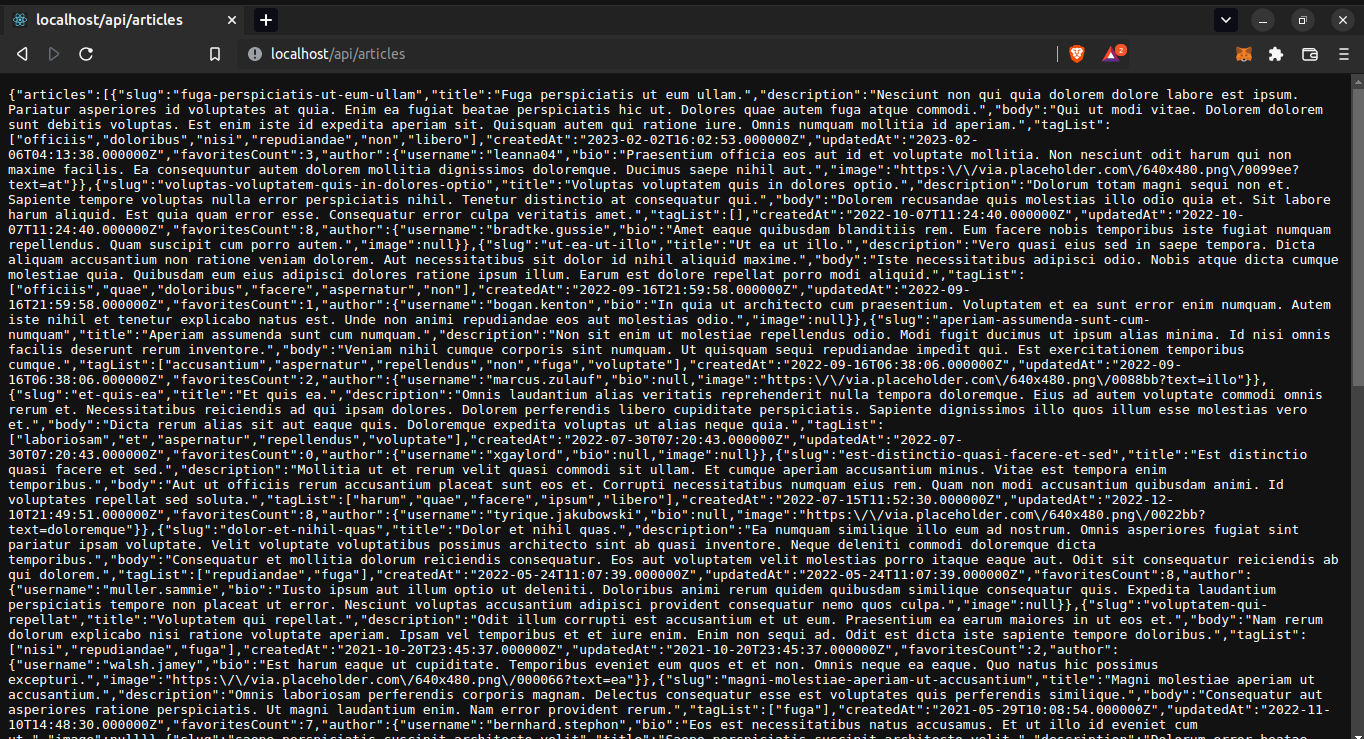 localhost/api/articles
localhost/api/articles
2
{"articles":[{"slug":"fuga-perspiciatis-ut-eum-ullam","title":"Fuga perspiciatis ut eum ullam.","description":"Nesciunt non qui quia dolorem dolore labore est ipsum.
Pariatur asperiores id voluptates at quia. Enim ea fugiat beatae perspiciatis hic ut. Dolores quae autem fuga atque commodi.","body":"Qui ut modi vitae. Dolorem dolorem
sunt debitis voluptas. Est enim iste id expedita aperiam sit. Quisquam autem qui ratione iure. Omnis numquam mollitia id aperiam.","tagList":
["officiis","doloribus","nisi","repudiandae","non","libero"],"createdAt":"2023-02-02T16:02:53.000000Z","updatedAt":"2023-02-
06T04:13:38.000000Z","favoritesCount":3,"author":{"username":"leanna04","bio":"Praesentium officia eos aut id et voluptate mollitia. Non nesciunt odit harum qui non
maxime facilis. Ea consequuntur autem dolorem mollitia dignissimos doloremque. Ducimus saepe nihil aut.","image":"https:\/\/via.placeholder.com\/640x480.png\/0099ee?
text=at"}},{"slug":"voluptas-voluptatem-quis-in-dolores-optio","title":"Voluptas voluptatem quis in dolores optio.","description":"Dolorum totam magni sequi non et.
Sapiente tempore voluptas nulla error perspiciatis nihil. Tenetur distinctio at consequatur qui.","body":"Dolorem recusandae quis molestias illo odio quia et. Sit labore
harum aliquid. Est quia quam error esse. Consequatur error culpa veritatis amet.","tagList":[],"createdAt":"2022-10-07T11:24:40.000000Z","updatedAt":"2022-10-
07T11:24:40.000000Z","favoritesCount":8,"author":{"username":"bradtke.gussie","bio":"Amet eaque quibusdam blanditiis rem. Eum facere nobis temporibus iste fugiat numquam
repellendus. Quam suscipit cum porro autem.","image":null}},{"slug":"ut-ea-ut-illo","title":"Ut ea ut illo.","description":"Vero quasi eius sed in saepe tempora. Dicta
aliquam accusantium non ratione veniam dolorem. Aut necessitatibus sit dolor id nihil aliquid maxime.","body":"Iste necessitatibus adipisci odio. Nobis atque dicta cumque
molestiae quia. Quibusdam eum eius adipisci dolores ratione ipsum illum. Earum est dolore repellat porro modi aliquid.","tagList":
["officiis","quae","doloribus","facere","aspernatur","non"],"createdAt":"2022-09-16T21:59:58.000000Z","updatedAt":"2022-09-
16T21:59:58.000000Z","favoritesCount":1,"author":{"username":"bogan.kenton","bio":"In quia ut architecto cum praesentium. Voluptatem et ea sunt error enim numquam. Autem
iste nihil et tenetur explicabo natus est. Unde non animi repudiandae eos aut molestias odio.","image":null}},{"slug":"aperiam-assumenda-sunt-cum-
numquam","title":"Aperiam assumenda sunt cum numquam.","description":"Non sit enim ut molestiae repellendus odio. Modi fugit ducimus ut ipsum alias minima. Id nisi omnis
facilis deserunt rerum inventore.","body":"Veniam nihil cumque corporis sint numquam. Ut quisquam sequi repudiandae impedit qui. Est exercitationem temporibus
cumque.","tagList":["accusantium","aspernatur","repellendus","non","fuga","voluptate"],"createdAt":"2022-09-16T06:38:06.000000Z","updatedAt":"2022-09-
16T06:38:06.000000Z","favoritesCount":2,"author":{"username":"marcus.zulauf","bio":null,"image":"https:\/\/via.placeholder.com\/640x480.png\/0088bb?text=illo"}},
{"slug":"et-quis-ea","title":"Et quis ea.","description":"Omnis laudantium alias veritatis reprehenderit nulla tempora doloremque. Eius ad autem voluptate commodi omnis
rerum et. Necessitatibus reiciendis ad qui ipsam dolores. Dolorem perferendis libero cupiditate perspiciatis. Sapiente dignissimos illo quos illum esse molestias vero
et.","body":"Dicta rerum alias sit aut eaque quis. Doloremque expedita voluptas ut alias neque quia.","tagList":
["laboriosam","et","aspernatur","repellendus","voluptate"],"createdAt":"2022-07-30T07:20:43.000000Z","updatedAt":"2022-07-
30T07:20:43.000000Z","favoritesCount":0,"author":{"username":"xgaylord","bio":null,"image":null}},{"slug":"est-distinctio-quasi-facere-et-sed","title":"Est distinctio
quasi facere et sed.","description":"Mollitia ut et rerum velit quasi commodi sit ullam. Et cumque aperiam accusantium minus. Vitae est tempora enim
temporibus.","body":"Aut ut officiis rerum accusantium placeat sunt eos et. Corrupti necessitatibus numquam eius rem. Quam non modi accusantium quibusdam animi. Id
voluptates repellat sed soluta.","tagList":["harum","quae","facere","ipsum","libero"],"createdAt":"2022-07-15T11:52:30.000000Z","updatedAt":"2022-12-
10T21:49:51.000000Z","favoritesCount":8,"author":{"username":"tyrique.jakubowski","bio":null,"image":"https:\/\/via.placeholder.com\/640x480.png\/0022bb?
text=doloremque"}},{"slug":"dolor-et-nihil-quas","title":"Dolor et nihil quas.","description":"Ea numquam similique illo eum ad nostrum. Omnis asperiores fugiat sint
pariatur ipsam voluptate. Velit voluptate voluptatibus possimus architecto sint ab quasi inventore. Neque deleniti commodi doloremque dicta
temporibus.","body":"Consequatur et mollitia dolorum reiciendis consequatur. Eos aut voluptatem velit molestias porro itaque eaque aut. Odit sit consequatur reiciendis ab
qui dolorem.","tagList":["repudiandae","fuga"],"createdAt":"2022-05-24T11:07:39.000000Z","updatedAt":"2022-05-24T11:07:39.000000Z","favoritesCount":8,"author":
{"username":"muller.sammie","bio":"Iusto ipsum aut illum optio ut deleniti. Doloribus animi rerum quidem quibusdam similique consequatur quis. Expedita laudantium
perspiciatis tempore non placeat ut error. Nesciunt voluptas accusantium adipisci provident consequatur nemo quos culpa.","image":null}},{"slug":"voluptatem-qui-
repellat","title":"Voluptatem qui repellat.","description":"Odit illum corrupti est accusantium et ut eum. Praesentium ea earum maiores in ut eos et.","body":"Nam rerum
dolorum explicabo nisi ratione voluptate aperiam. Ipsam vel temporibus et et iure enim. Enim non sequi ad. Odit est dicta iste sapiente tempore doloribus.","tagList":
["nisi","repudiandae","fuga"],"createdAt":"2021-10-20T23:45:37.000000Z","updatedAt":"2021-10-20T23:45:37.000000Z","favoritesCount":2,"author":
{"username":"walsh.jamey","bio":"Est harum eaque ut cupiditate. Temporibus eveniet eum quos et et non. Omnis neque ea eaque. Quo natus hic possimus
excepturi.","image":"https:\/\/via.placeholder.com\/640x480.png\/000066?text=ea"}},{"slug":"magni-molestiae-aperiam-ut-accusantium","title":"Magni molestiae aperiam ut
accusantium.","description":"Omnis laboriosam perferendis corporis magnam. Delectus consequatur esse est voluptates quis perferendis similique.","body":"Consequatur aut
asperiores ratione perspiciatis. Ut magni laudantium enim. Nam error provident rerum.","tagList":["fuga"],"createdAt":"2021-05-29T10:08:54.000000Z","updatedAt":"2022-11-
10T14:48:30.000000Z","favoritesCount":7,"author":{"username":"bernhard.stephon","bio":"Eos est necessitatibus natus accusamus. Et ut illo id eveniet cum
ut.","image":null}},{"slug":"saepe-perspiciatis-suscipit-architecto-velit","title":"Saepe perspiciatis suscipit architecto velit.","description":"Dolorum error beatae